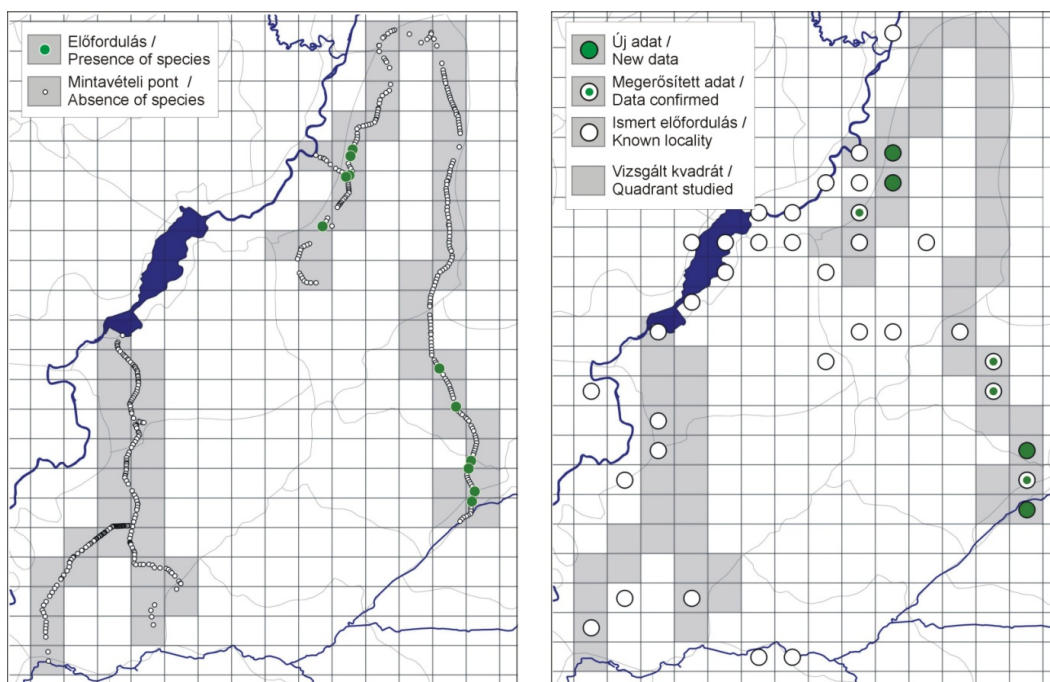 Előfordulás /
Presence of species
Mintavételi pont /
Absence of species
Új adat /
New data
Megerősített adat /
Data confirmed
Ismert előfordulás /
Known locality
Vizsgált kvadrát /
Quadrant studied